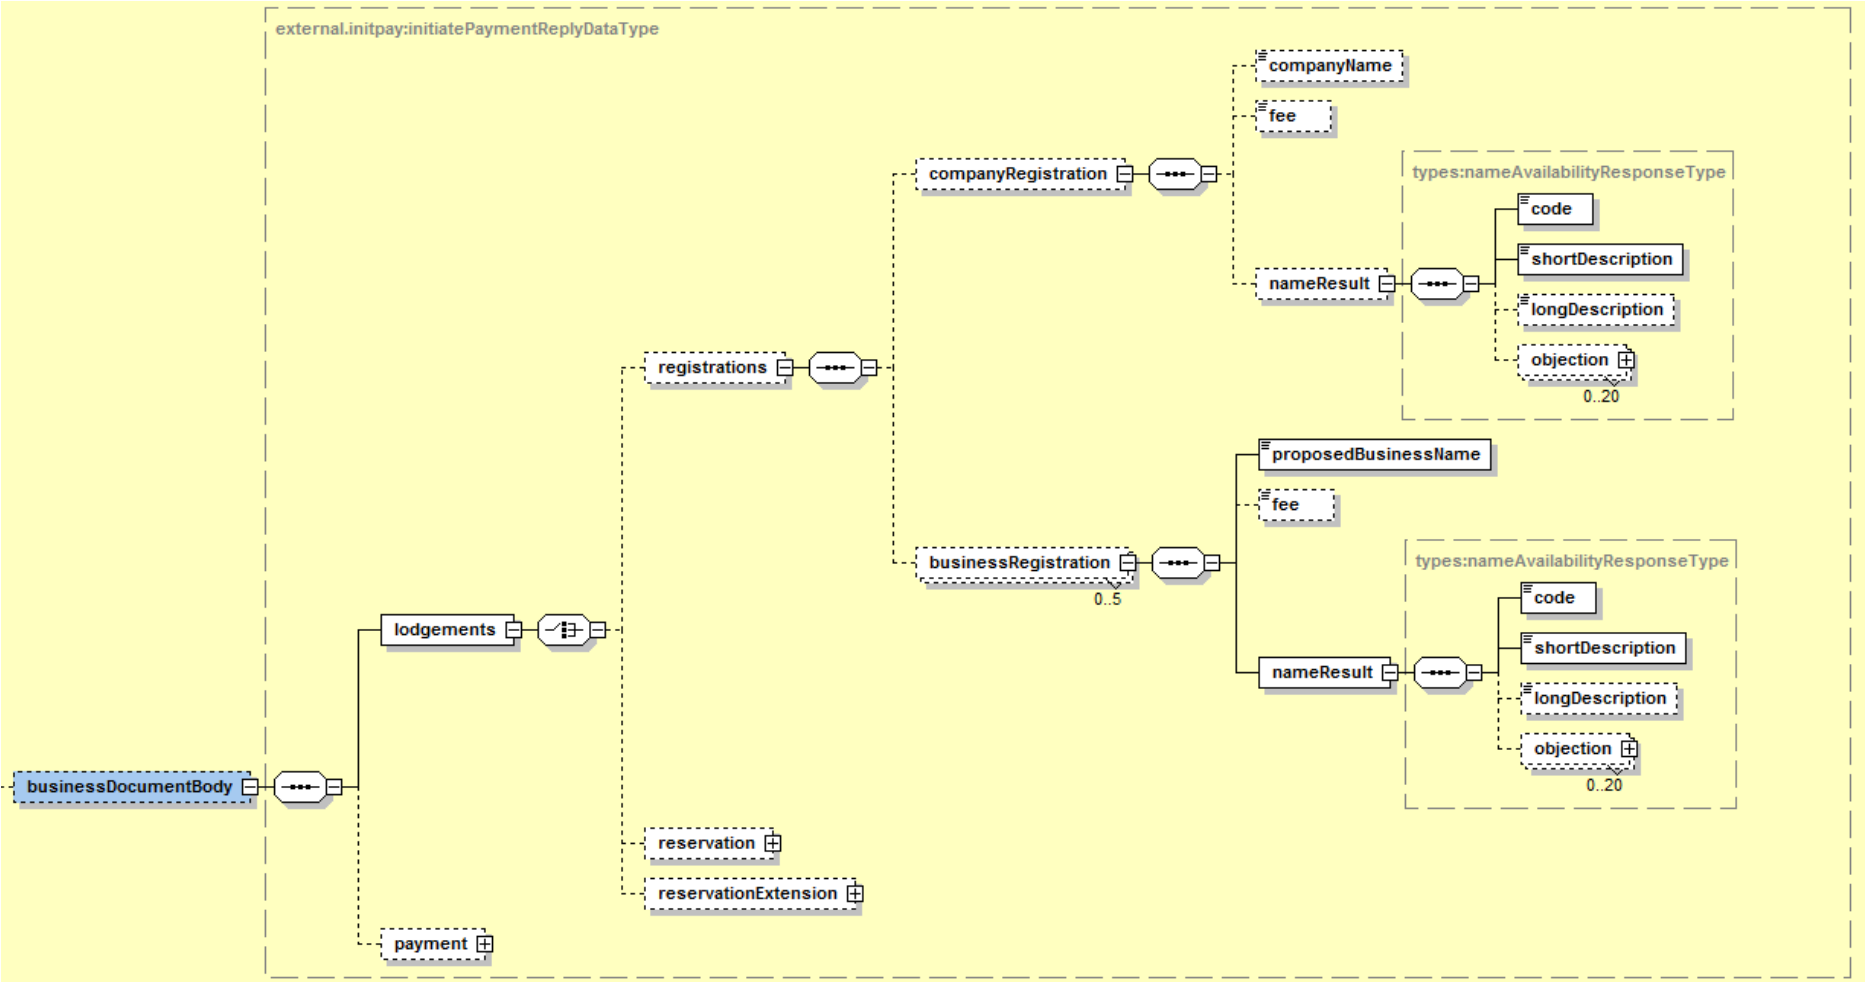 external.initpay:initiatePaymentReplyDataType
companyName
fee
companyRegistration
types:nameAvailabilityResponseType
code
shortDescription
nameResult
longDescription
objection
0..20
registrations
proposedBusinessName
fee
businessRegistration
0..5
types:nameAvailabilityResponseType
code
shortDescription
nameResult
longDescription
objection
0..20
lodgements
businessDocumentBody
reservation
reservationExtension
payment